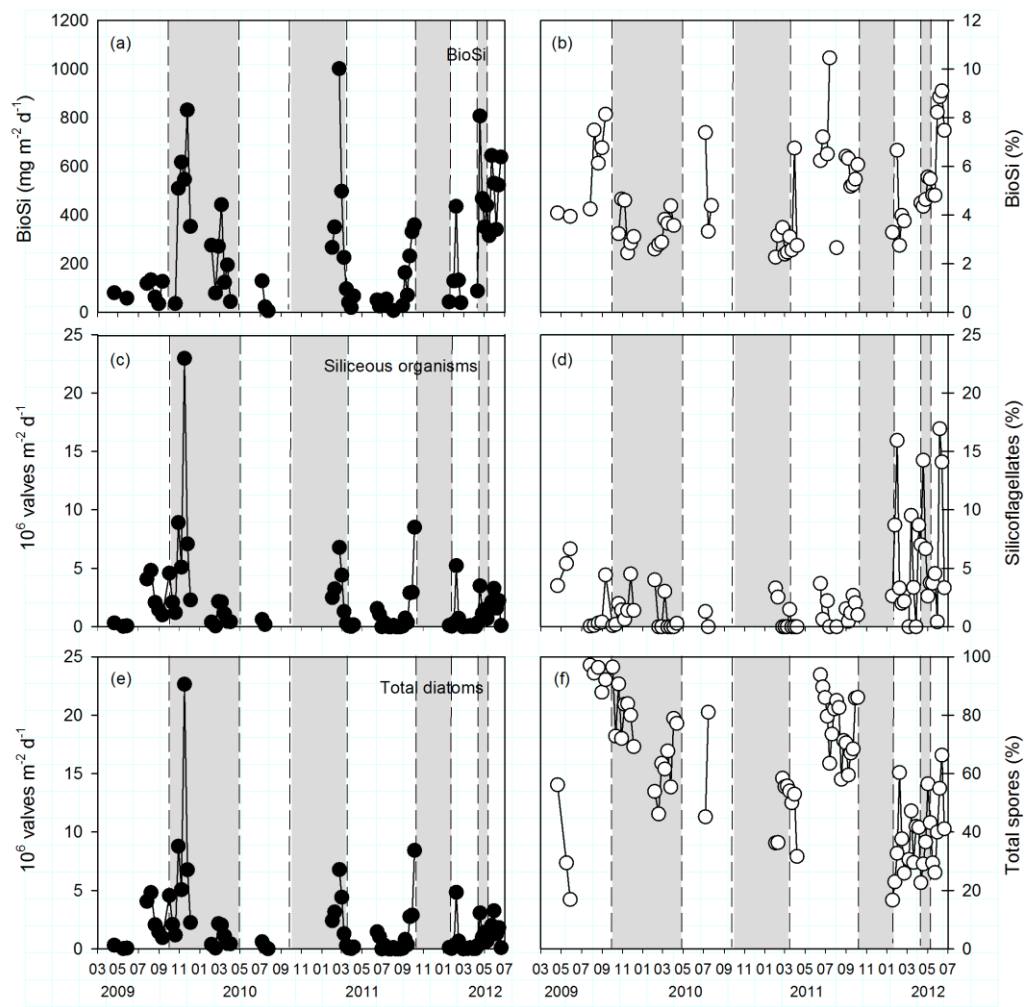 (a)
BioSi
BioSi (mg m⁻² d⁻¹)
1200
1000
800
600
400
200
0
(b)
BioSi (%)
12
10
8
6
4
2
0
(c)
Siliceous organisms
10⁶ valves m⁻² d⁻¹
25
20
15
10
5
0
(d)
Silicoflagellates (%)
25
20
15
10
5
0
(e)
Total diatoms
10⁶ valves m⁻² d⁻¹
25
20
15
10
5
0
(f)
Total spores (%)
100
80
60
40
20
0
03 05 07 09 11 01 03 05 07 09 11 01 03 05 07 09 11 01 03 05 07
2009 2010 2011 2012
03 05 07 09 11 01 03 05 07 09 11 01 03 05 07 09 11 01 03 05 07
2009 2010 2011 2012